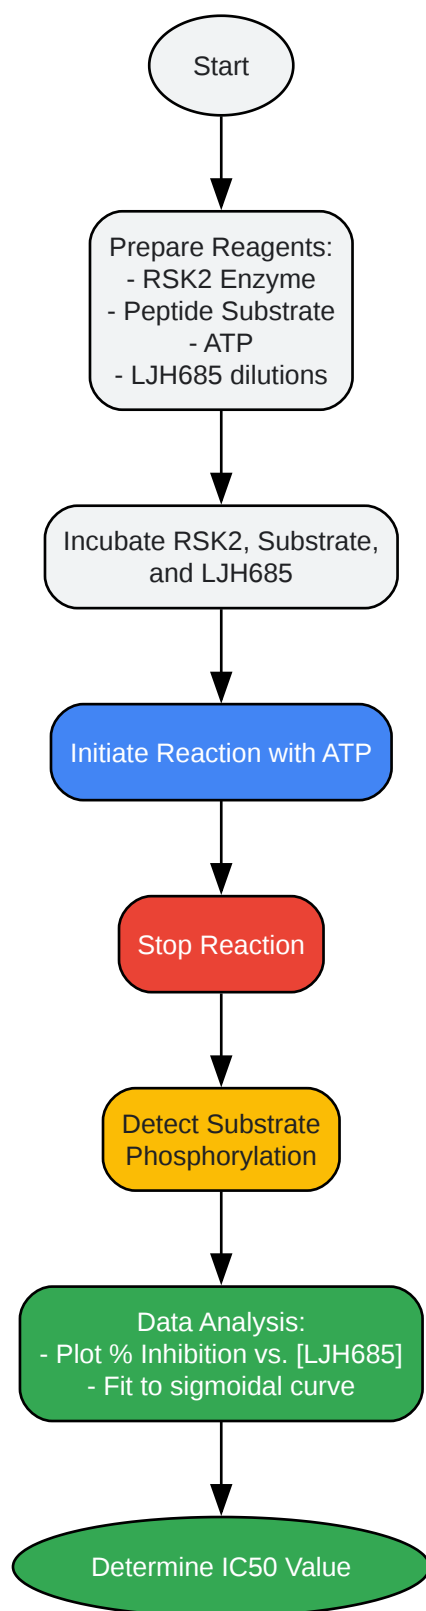 Start
Prepare Reagents:
- RSK2 Enzyme
- Peptide Substrate
- ATP
- LJH685 dilutions
Incubate RSK2, Substrate,
and LJH685
Initiate Reaction with ATP
Stop Reaction
Detect Substrate
Phosphorylation
Data Analysis:
- Plot % Inhibition vs. [LJH685]
- Fit to sigmoidal curve
Determine IC50 Value